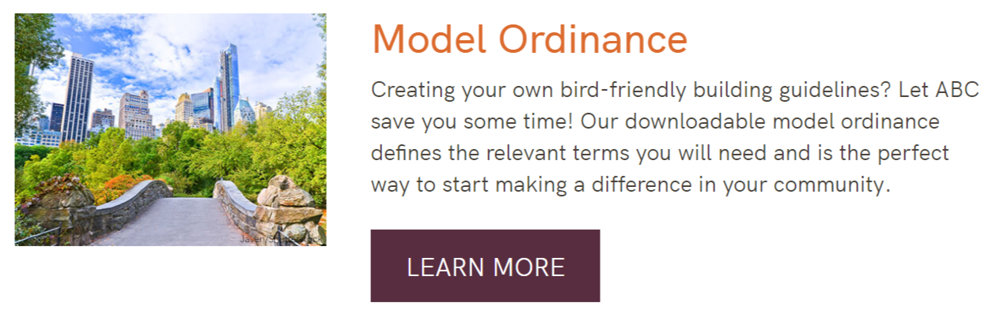 Model Ordinance
Creating your own bird-friendly building guidelines? Let ABC
save you some time! Our downloadable model ordinance
defines the relevant terms you will need and is the perfect
way to start making a difference in your community.
LEARN MORE